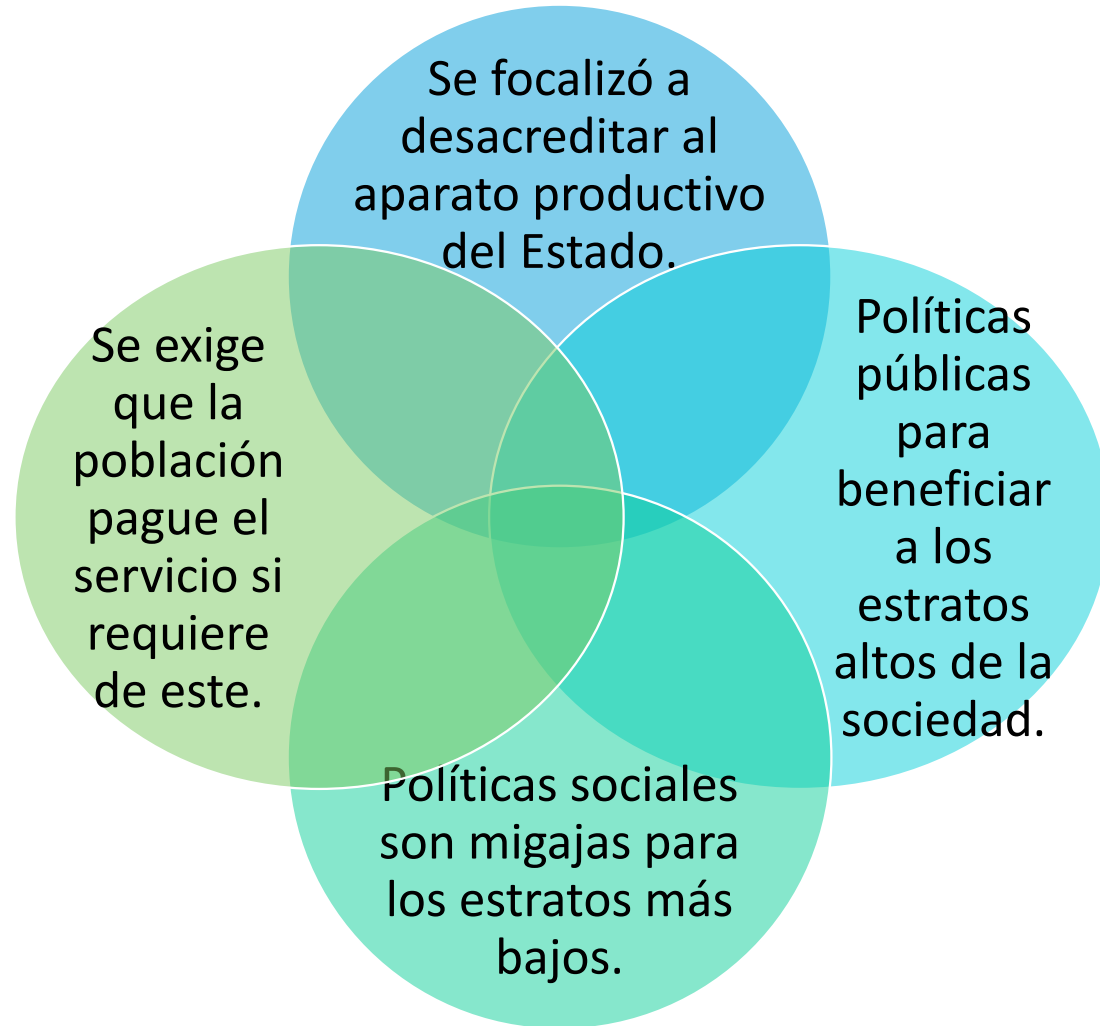 Se focalizó a
desacreditar al
aparato productivo
del Estado.
Políticas
públicas
para
beneficiar
a los
estratos
altos de la
sociedad.
Políticas sociales
son migajas para
los estratos más
bajos.
Se exige
que la
población
pague el
servicio si
requiere
de este.